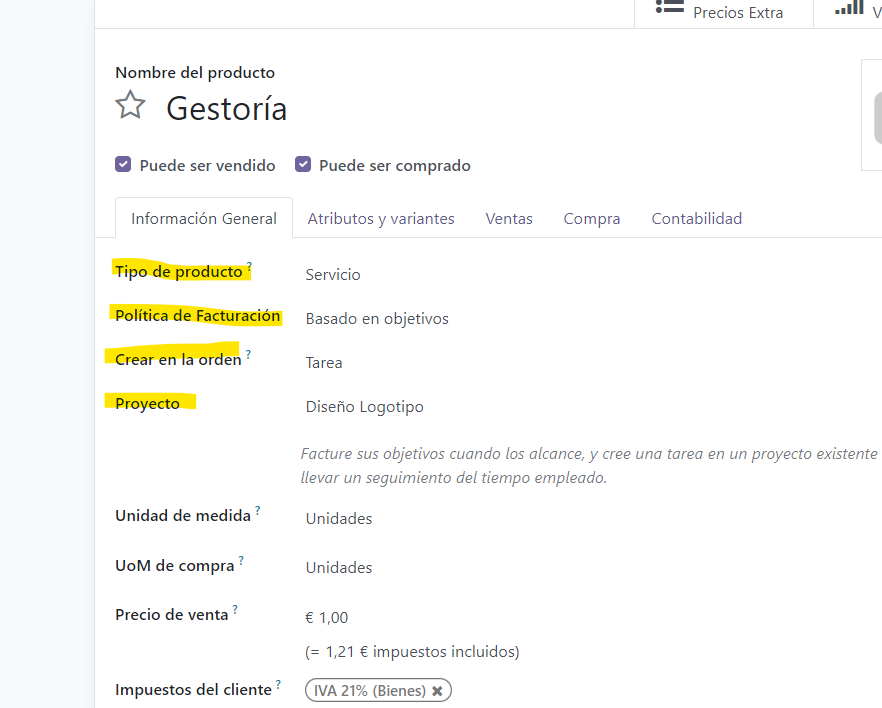 Precios Extra
V
Nombre del producto
Gestoría
Puede ser vendido Puede ser comprado
Información General Atributos y variantes Ventas Compra Contabilidad
Tipo de producto ? Servicio
Política de Facturación Basado en objetivos
Crear en la orden ? Tarea
Proyecto Diseño Logotipo
Facture sus objetivos cuando los alcance, y cree una tarea en un proyecto existente
llevar un seguimiento del tiempo empleado.
Unidad de medida ? Unidades
UoM de compra ? Unidades
Precio de venta ? € 1,00
(= 1,21 € impuestos incluidos)
Impuestos del cliente ? IVA 21% (Bienes) ✖